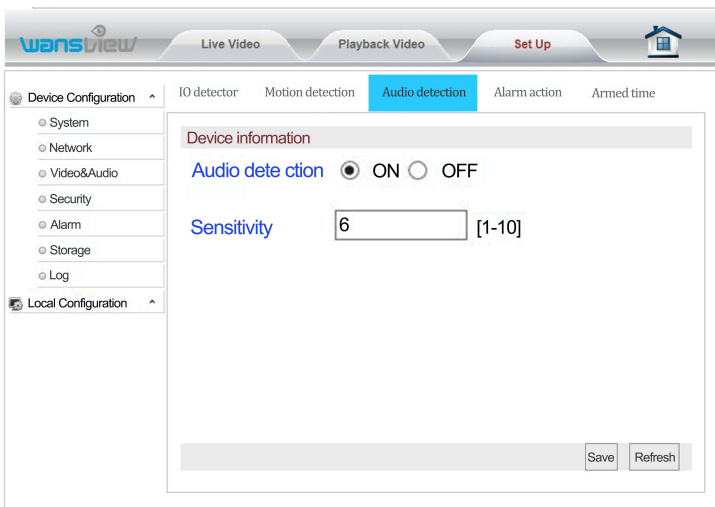 wansview
Live Video Playback Video Set Up
IO detector Motion detection Audio detection Alarm action Armed time
Device Configuration
System
Network
Video&Audio
Security
Alarm
Storage
Log
Local Configuration
Device information
Audio dete ction ON OFF
Sensitivity 6 [1-10]
Save Refresh